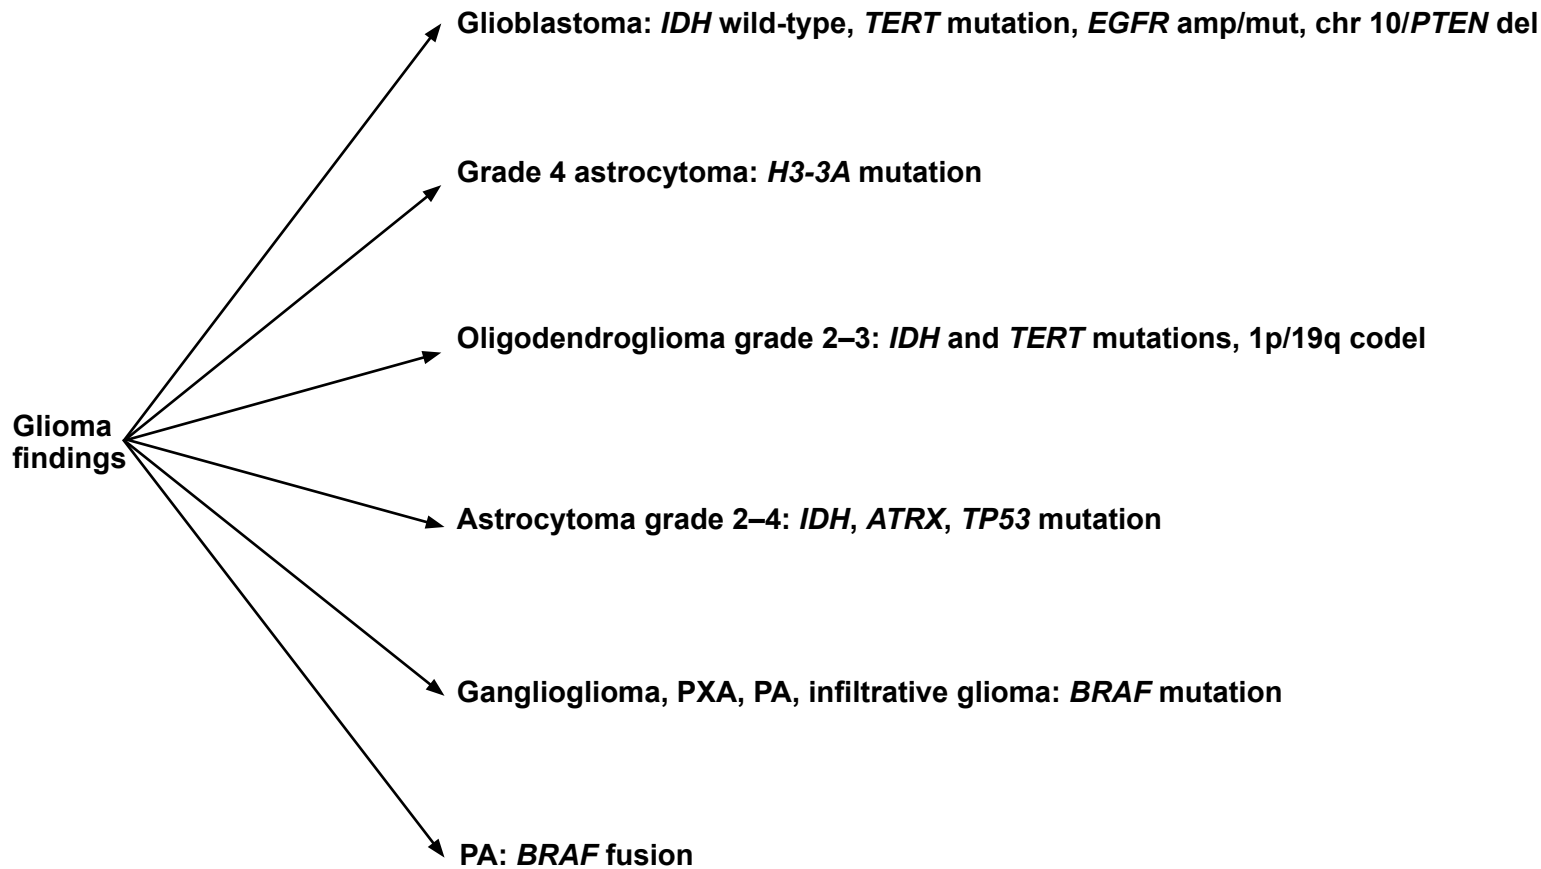 Glioblastoma: IDH wild-type, TERT mutation, EGFR amp/mut, chr 10/PTEN del
Grade 4 astrocytoma: H3-3A mutation
Oligodendroglioma grade 2–3: IDH and TERT mutations, 1p/19q codel
Glioma
findings
Astrocytoma grade 2–4: IDH, ATRX, TP53 mutation
Ganglioglioma, PXA, PA, infiltrative glioma: BRAF mutation
PA: BRAF fusion